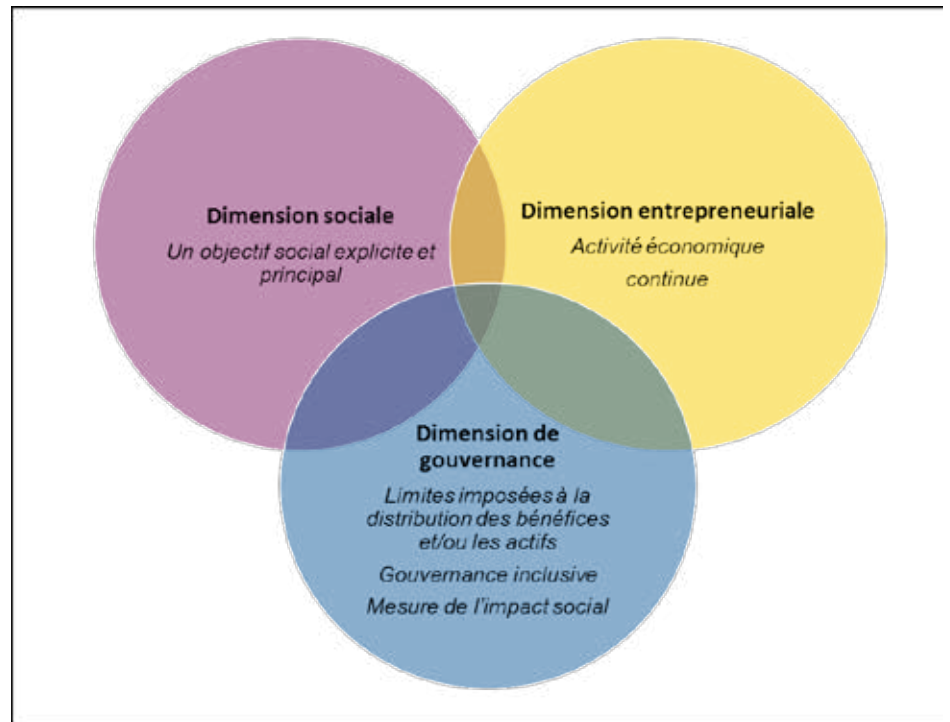 Dimension sociale
Un objectif social explicite et
principal
Dimension entrepreneuriale
Activité économique
continue
Dimension de
gouvernance
Limites imposées à la
distribution des bénéfices
et/ou les actifs
Gouvernance inclusive
Mesure de l'impact social